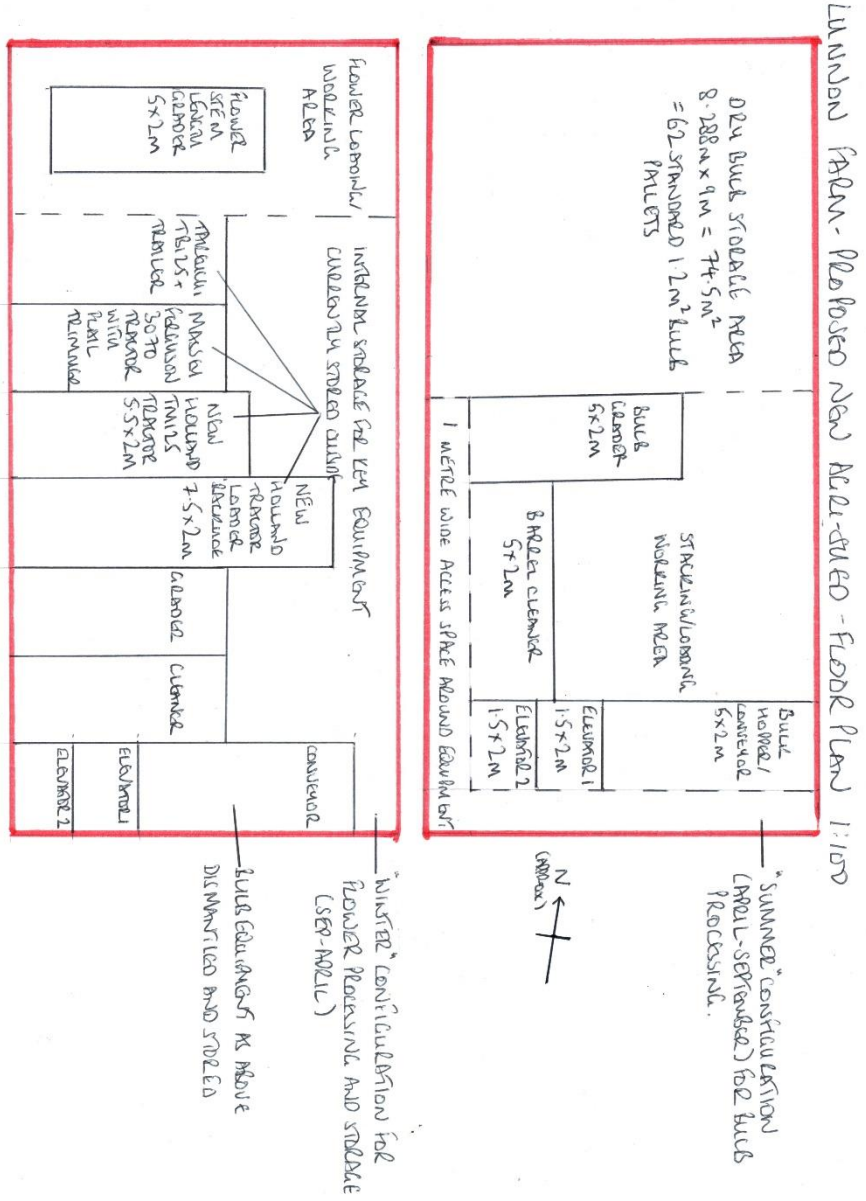 LUNNON FARM - PROPOSED NEW AGRI-SHED - FLOOR PLAN 1:100
DRY BULB STORAGE AREA
8.288M x 9M = 74.5M²
= 62 STANDARD 1.2M² BULB
PALLETS
BULB
GRADER
5x2M
STACKING/LOADING
WORKING AREA
BARREL CLEANER
5x2M
BULK
HOPPER/
CONVEYOR
5x2M
ELEVATOR 1
1.5x2M
ELEVATOR 2
1.5x2M
1 METRE WIDE ACCESS SPACE AROUND EQUIPMENT
"SUMMER" CONFIGURATION
(APRIL-SEPTEMBER) FOR BULB
PROCESSING.
N
(APPROX)
FLOWER LOADING/
WORKING
AREA
FLOWER
STEM
LENGTH
GRADER
5x2M
INTERNAL STORAGE FOR KEY EQUIPMENT
CURRENTLY STORED OUTSIDE
TAKEUCHI
TB125+
TRAILER
MASSEY
FERGUSON
3070
TRACTOR
WITH
FLAIL
TRIMMER
NEW
HOLLAND
TM125
TRACTOR
5.5x2M
NEW
HOLLAND
TRACTOR
LOADER
BACKHOE
7.5x2M
GRADER
CLEANER
CONVEYOR
ELEVATOR 1
ELEVATOR 2
"WINTER" CONFIGURATION FOR
FLOWER PROCESSING AND STORAGE
(SEP-APRIL)
BULB EQUIPMENT AS ABOVE
DISMANTLED AND STORED